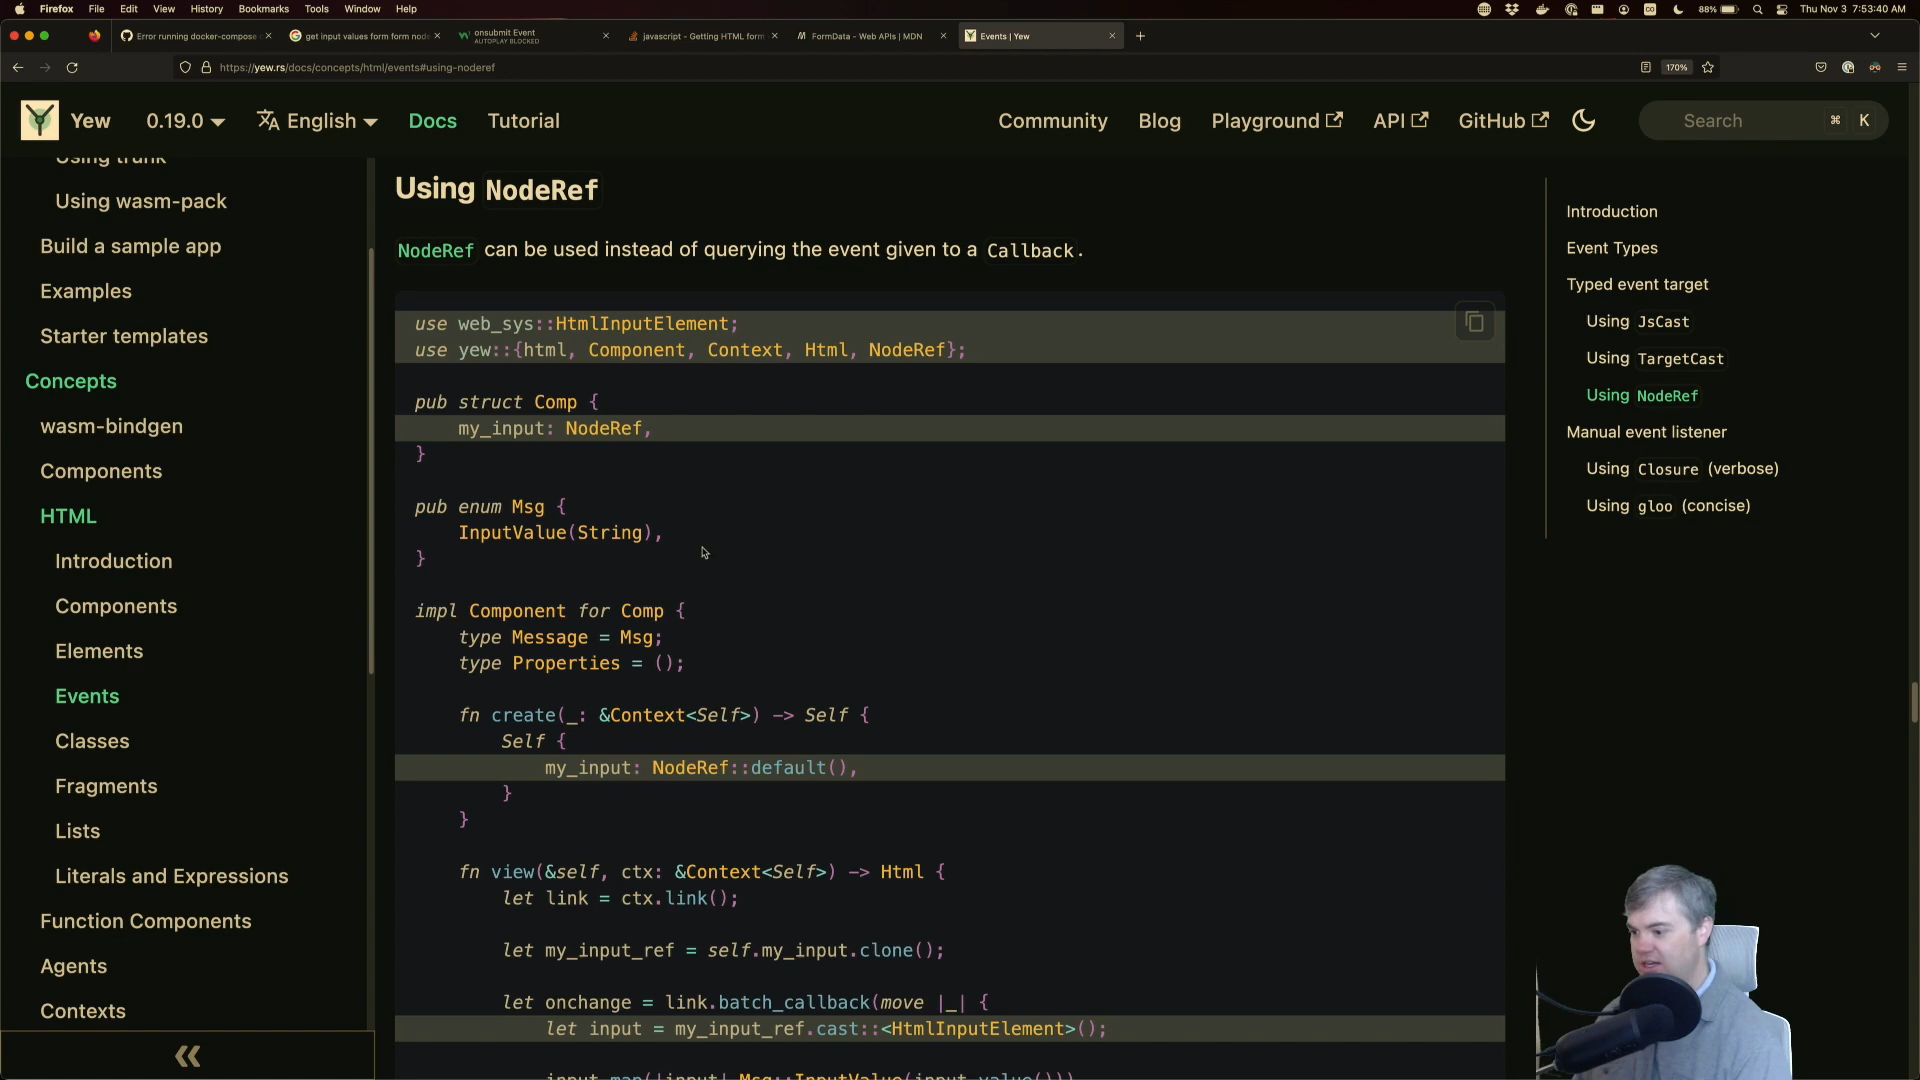 Firefox File Edit View History Bookmarks Tools Window Help
88% Thu Nov 3 7:53:40 AM
Error running docker-compose
get input values form form node
onsubmit Event
AUTOPLAY BLOCKED
javascript - Getting HTML form
FormData - Web APIs | MDN
Events | Yew
https://yew.rs/docs/concepts/html/events#using-noderef
170%
Yew 0.19.0 English Docs Tutorial
Community Blog Playground API GitHub Search ⌘ K
Using trunk
Using wasm-pack
Build a sample app
Examples
Starter templates
Concepts
wasm-bindgen
Components
HTML
Introduction
Components
Elements
Events
Classes
Fragments
Lists
Literals and Expressions
Function Components
Agents
Contexts
«
Using NodeRef
NodeRef can be used instead of querying the event given to a Callback.
use web_sys::HtmlInputElement;
use yew::{html, Component, Context, Html, NodeRef};
pub struct Comp {
my_input: NodeRef,
}
pub enum Msg {
InputValue(String),
}
impl Component for Comp {
type Message = Msg;
type Properties = ();
fn create(_: &Context<Self>) -> Self {
Self {
my_input: NodeRef::default(),
}
}
fn view(&self, ctx: &Context<Self>) -> Html {
let link = ctx.link();
let my_input_ref = self.my_input.clone();
let onchange = link.batch_callback(move |_| {
let input = my_input_ref.cast::<HtmlInputElement>();
input.map(|input| Msg::InputValue(input.value()))
Introduction
Event Types
Typed event target
Using JsCast
Using TargetCast
Using NodeRef
Manual event listener
Using Closure (verbose)
Using gloo (concise)